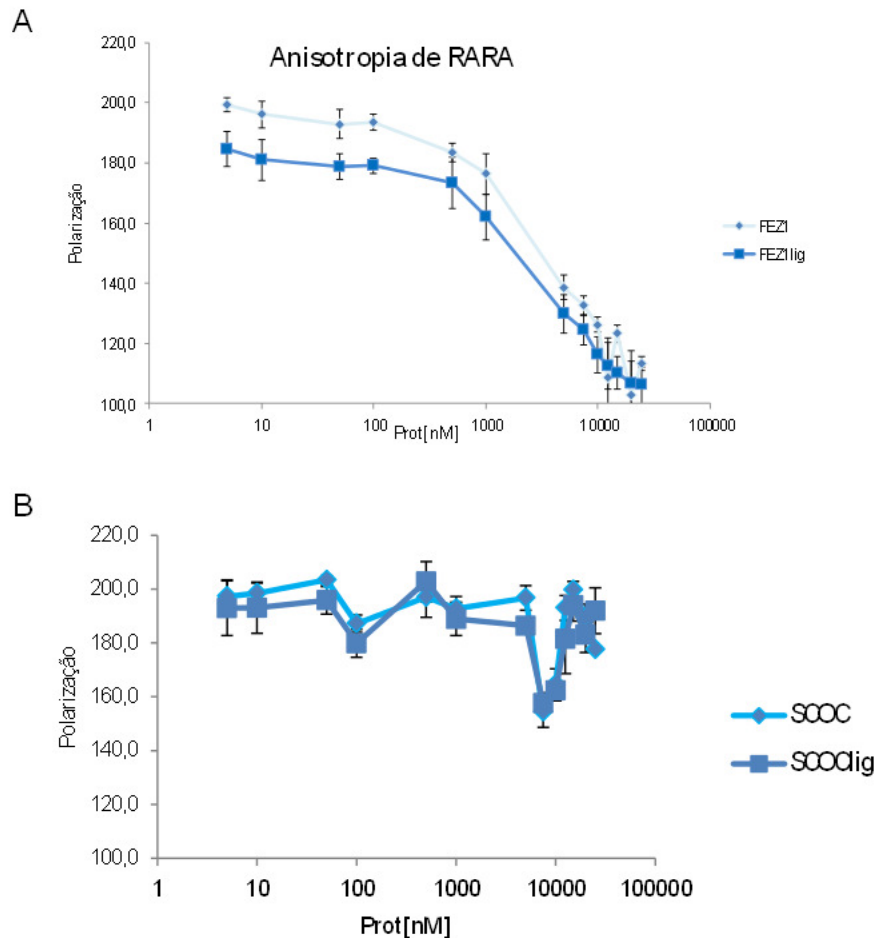 A
Anisotropia de RARA
220,0
200,0
180,0
160,0
140,0
120,0
100,0
Polarização
1
10
100
1000
10000
100000
Prot[nM]
FEZ1
FEZ1lig
B
220,0
200,0
180,0
160,0
140,0
120,0
100,0
Polarização
1
10
100
1000
10000
100000
Prot[nM]
SCOC
SCOClig